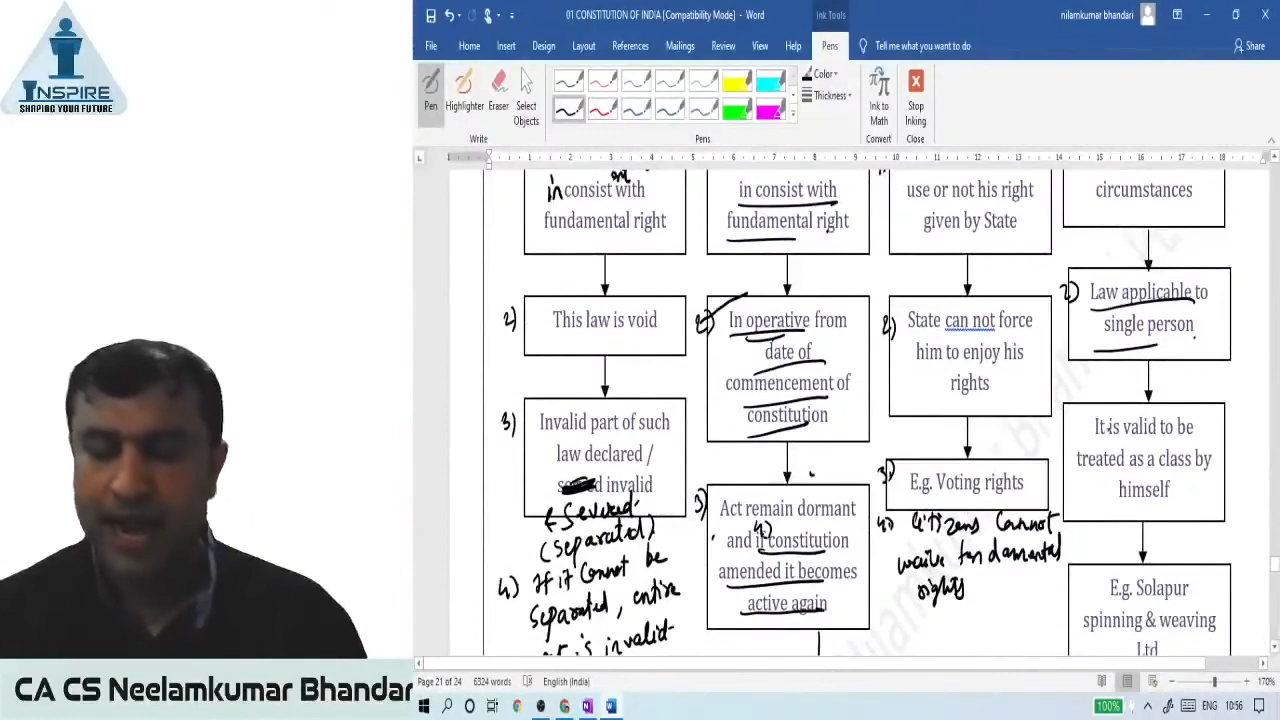 INSPIRE
SHAPING YOUR FUTURE
01 CONSTITUTION OF INDIA [Compatibility Mode] - Word
Ink Tools
nilamkumar bhandari
File Home Insert Design Layout References Mailings Review View Help Pens Tell me what you want to do Share
Pen
Highlighter
Eraser
Select Objects
Color
Thickness
Ink to Math
Stop Inking
Write
Pens
Convert
Close
in consist with
fundamental right
2) This law is void
3) Invalid part of such
law declared /
invalid
(Severed
(Separated)
4) If it cannot be
separated, entire
is invalid
in consist with
fundamental right
2) In operative from
date of
commencement of
constitution
3) Act remain dormant
4)
and if constitution
amended it becomes
active again
use or not his right
given by State
2) State can not force
him to enjoy his
rights
3) E.g. Voting rights
4) Citizens Cannot
waive fundamental
rights
circumstances
2) Law applicable to
single person
It is valid to be
treated as a class by
himself
E.g. Solapur
spinning & weaving
Ltd
CA CS Neelamkumar Bhandar
Page 21 of 24 6324 words English (India)
170%
100%
ENG 10:56